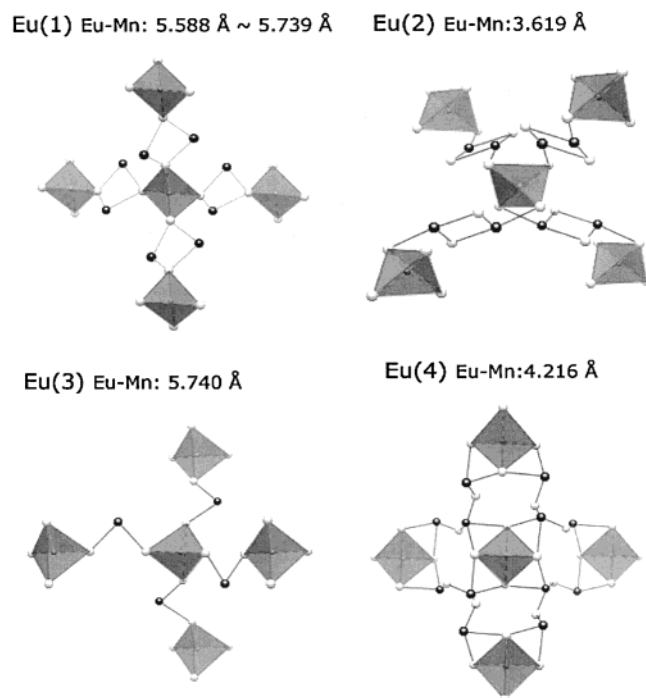 Eu(1) Eu-Mn: 5.588 Å ~ 5.739 Å
Eu(2) Eu-Mn:3.619 Å
Eu(3) Eu-Mn: 5.740 Å
Eu(4) Eu-Mn:4.216 Å